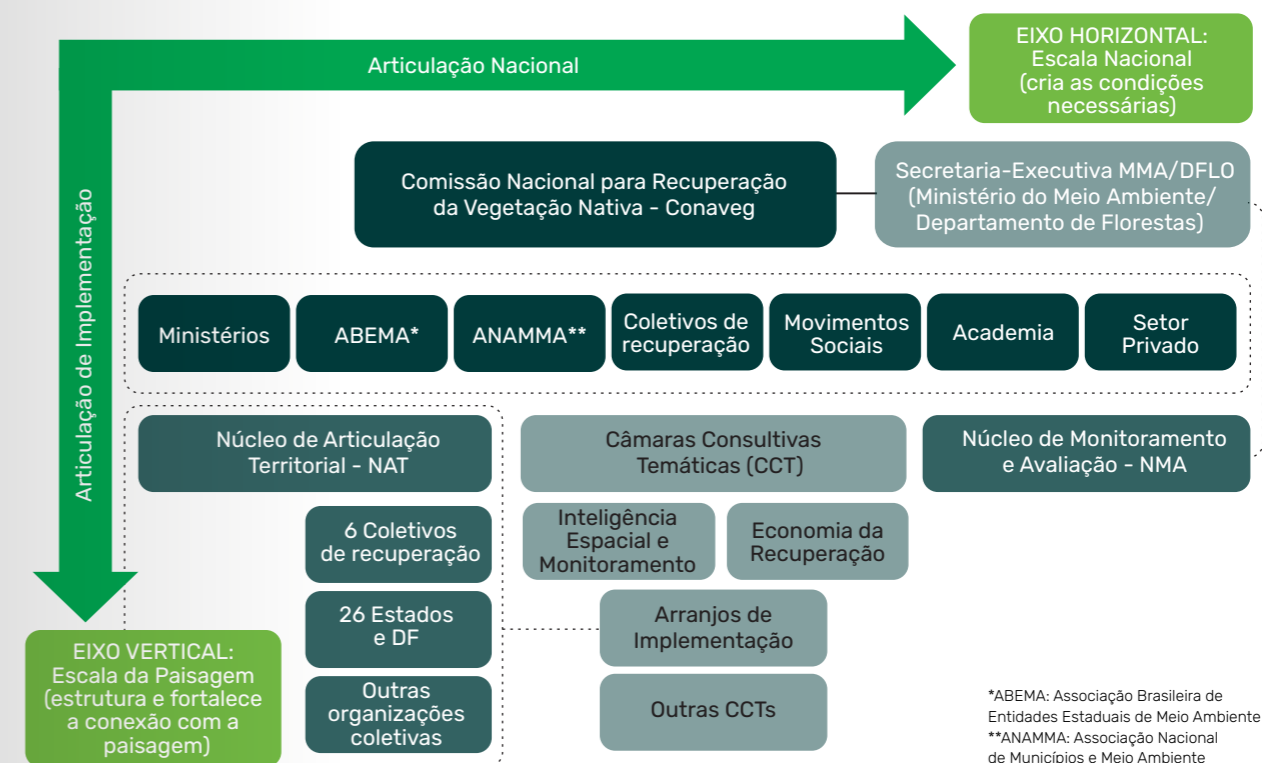 Articulação Nacional
EIXO HORIZONTAL:
Escala Nacional
(cria as condições
necessárias)
Articulação de Implementação
Comissão Nacional para Recuperação
da Vegetação Nativa - Conaveg
Secretaria-Executiva MMA/DFLO
(Ministério do Meio Ambiente/
Departamento de Florestas)
Ministérios
ABEMA*
ANAMMA**
Coletivos de
recuperação
Movimentos
Sociais
Academia
Setor
Privado
Núcleo de Articulação
Territorial - NAT
Câmaras Consultivas
Temáticas (CCT)
Núcleo de Monitoramento
e Avaliação - NMA
6 Coletivos
de recuperação
Inteligência
Espacial e
Monitoramento
Economia da
Recuperação
26 Estados
e DF
Arranjos de
Implementação
EIXO VERTICAL:
Escala da Paisagem
(estrutura e fortalece
a conexão com a
paisagem)
Outras
organizações
coletivas
Outras CCTs
*ABEMA: Associação Brasileira de
Entidades Estaduais de Meio Ambiente
**ANAMMA: Associação Nacional
de Municípios e Meio Ambiente